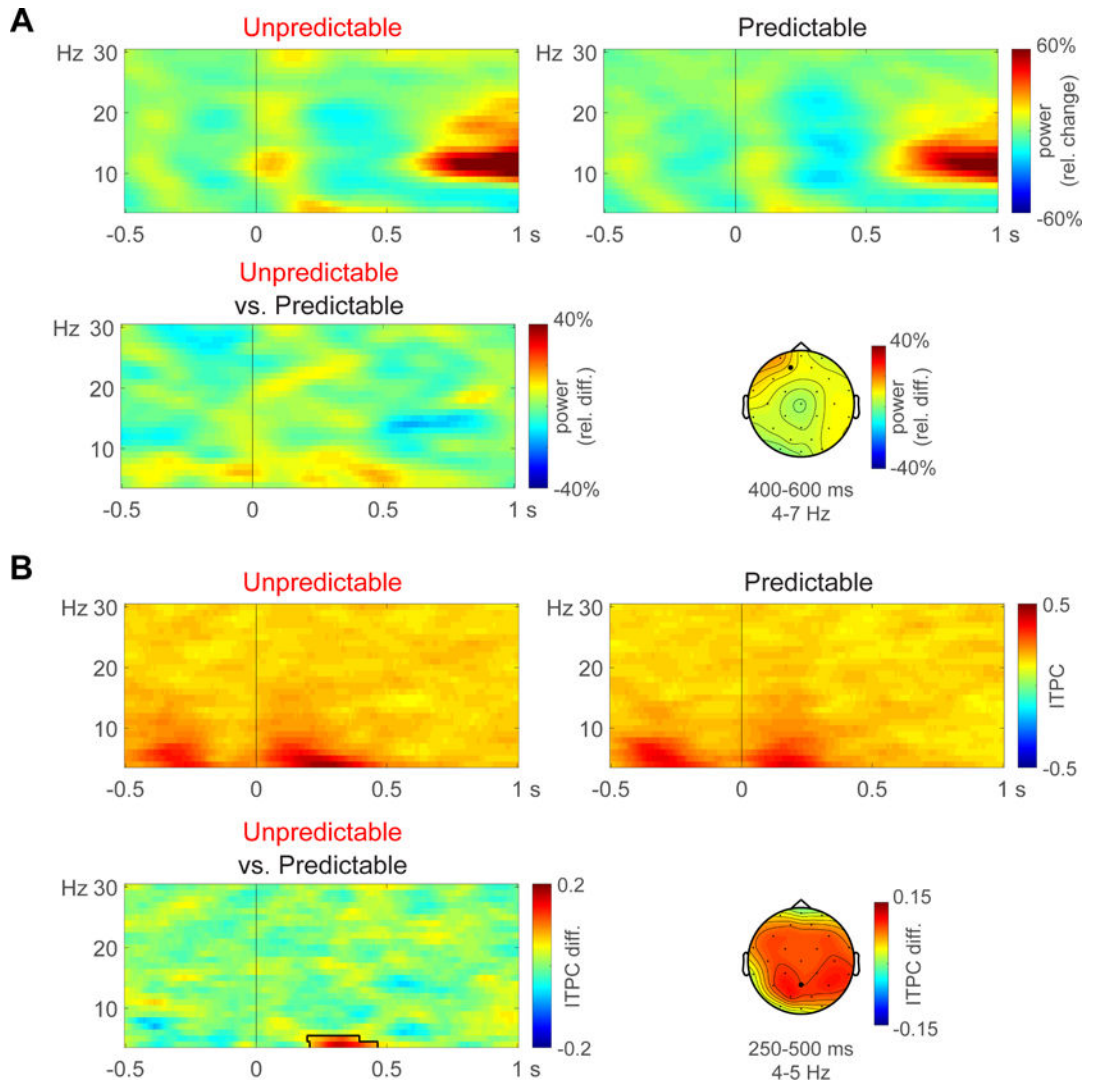 A
Unpredictable
Predictable
Hz 30
20
10
-0.5 0 0.5 1 s
Hz 30
20
10
-0.5 0 0.5 1 s
60%
power
(rel. change)
-60%
Unpredictable
vs. Predictable
Hz 30
20
10
-0.5 0 0.5 1 s
40%
power
(rel. diff.)
-40%
40%
power
(rel. diff.)
-40%
400-600 ms
4-7 Hz
B
Unpredictable
Predictable
Hz 30
20
10
-0.5 0 0.5 1 s
Hz 30
20
10
-0.5 0 0.5 1 s
0.5
ITPC
-0.5
Unpredictable
vs. Predictable
Hz 30
20
10
-0.5 0 0.5 1 s
0.2
ITPC diff.
-0.2
0.15
ITPC diff.
-0.15
250-500 ms
4-5 Hz